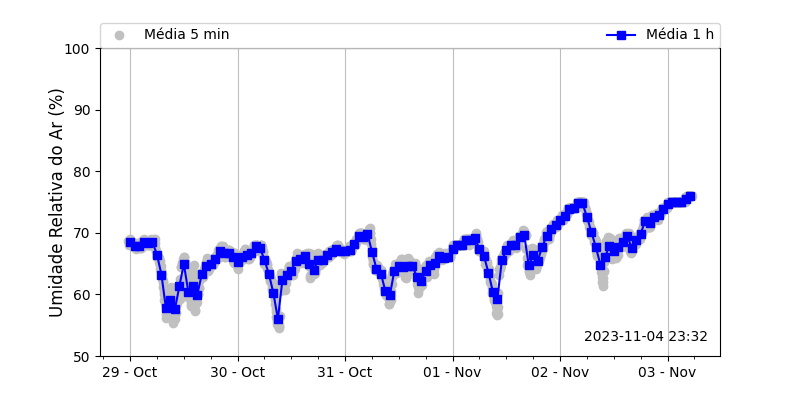 Média 5 min
Média 1 h
Umidade Relativa do Ar (%)
100
90
80
70
60
50
2023-11-04 23:32
29 - Oct
30 - Oct
31 - Oct
01 - Nov
02 - Nov
03 - Nov